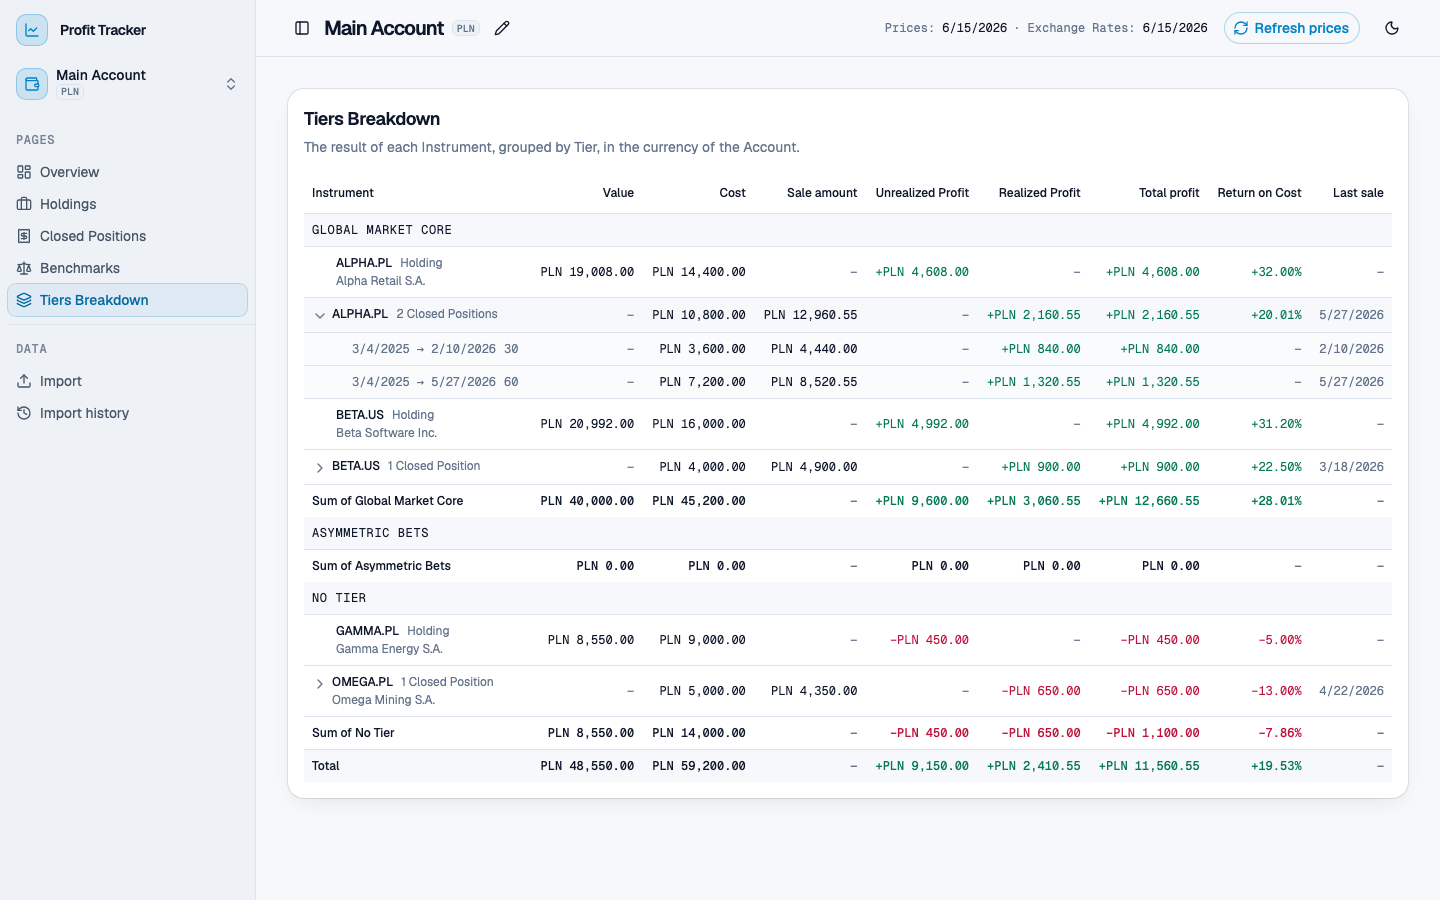 Profit Tracker
Main Account
PLN
PAGES
Overview
Holdings
Closed Positions
Benchmarks
Tiers Breakdown
DATA
Import
Import history
Main Account PLN
Prices: 6/15/2026 · Exchange Rates: 6/15/2026
Refresh prices
Tiers Breakdown
The result of each Instrument, grouped by Tier, in the currency of the Account.
Instrument Value Cost Sale amount Unrealized Profit Realized Profit Total profit Return on Cost Last sale
GLOBAL MARKET CORE
ALPHA.PL Holding
Alpha Retail S.A.
PLN 19,008.00 PLN 14,400.00 – +PLN 4,608.00 – +PLN 4,608.00 +32.00% –
ALPHA.PL 2 Closed Positions – PLN 10,800.00 PLN 12,960.55 – +PLN 2,160.55 +PLN 2,160.55 +20.01% 5/27/2026
3/4/2025 → 2/10/2026 30 – PLN 3,600.00 PLN 4,440.00 – +PLN 840.00 +PLN 840.00 – 2/10/2026
3/4/2025 → 5/27/2026 60 – PLN 7,200.00 PLN 8,520.55 – +PLN 1,320.55 +PLN 1,320.55 – 5/27/2026
BETA.US Holding
Beta Software Inc.
PLN 20,992.00 PLN 16,000.00 – +PLN 4,992.00 – +PLN 4,992.00 +31.20% –
BETA.US 1 Closed Position – PLN 4,000.00 PLN 4,900.00 – +PLN 900.00 +PLN 900.00 +22.50% 3/18/2026
Sum of Global Market Core PLN 40,000.00 PLN 45,200.00 – +PLN 9,600.00 +PLN 3,060.55 +PLN 12,660.55 +28.01% –
ASYMMETRIC BETS
Sum of Asymmetric Bets PLN 0.00 PLN 0.00 – PLN 0.00 PLN 0.00 PLN 0.00 – –
NO TIER
GAMMA.PL Holding
Gamma Energy S.A.
PLN 8,550.00 PLN 9,000.00 – −PLN 450.00 – −PLN 450.00 −5.00% –
OMEGA.PL 1 Closed Position
Omega Mining S.A.
– PLN 5,000.00 PLN 4,350.00 – −PLN 650.00 −PLN 650.00 −13.00% 4/22/2026
Sum of No Tier PLN 8,550.00 PLN 14,000.00 – −PLN 450.00 −PLN 650.00 −PLN 1,100.00 −7.86% –
Total PLN 48,550.00 PLN 59,200.00 – +PLN 9,150.00 +PLN 2,410.55 +PLN 11,560.55 +19.53% –